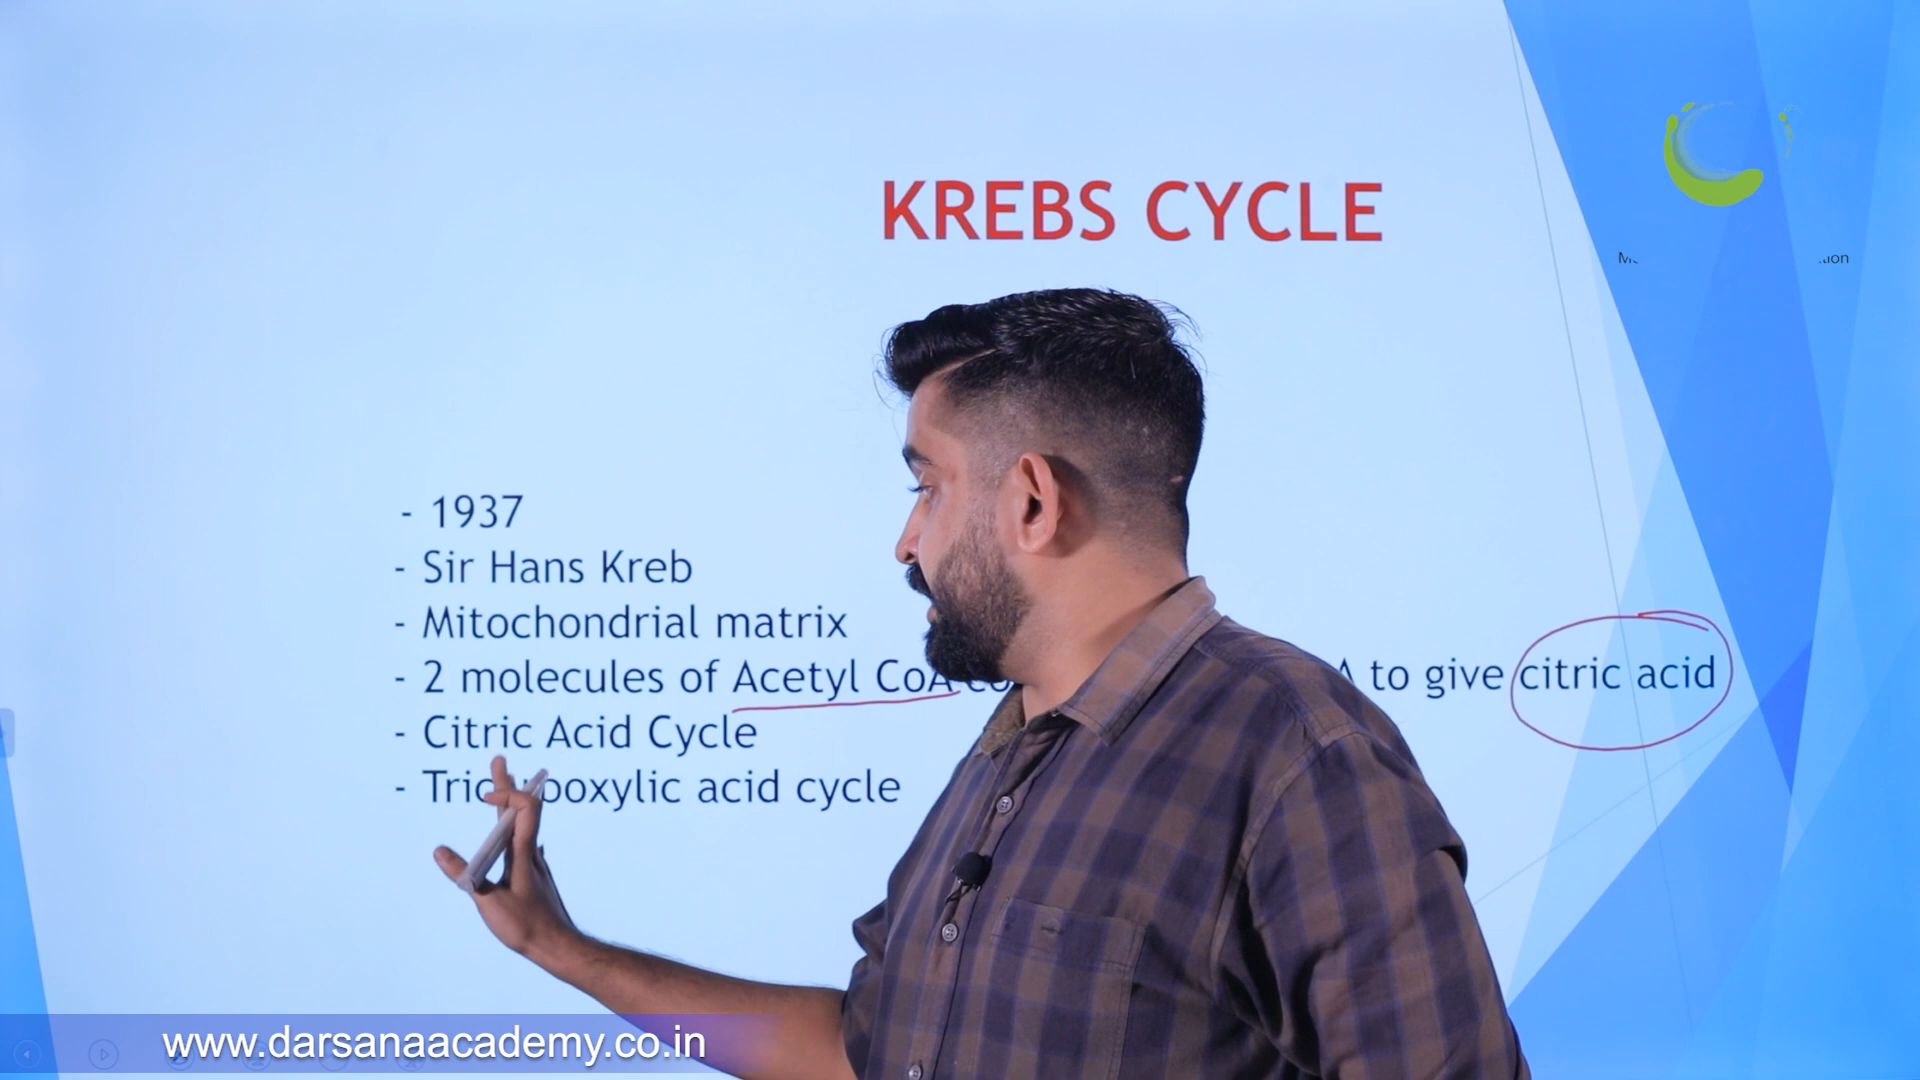 KREBS CYCLE
- 1937
- Sir Hans Kreb
- Mitochondrial matrix
- 2 molecules of Acetyl CoA A to give citric acid
- Citric Acid Cycle
- acid cycle
www.darsanaacademy.co.in